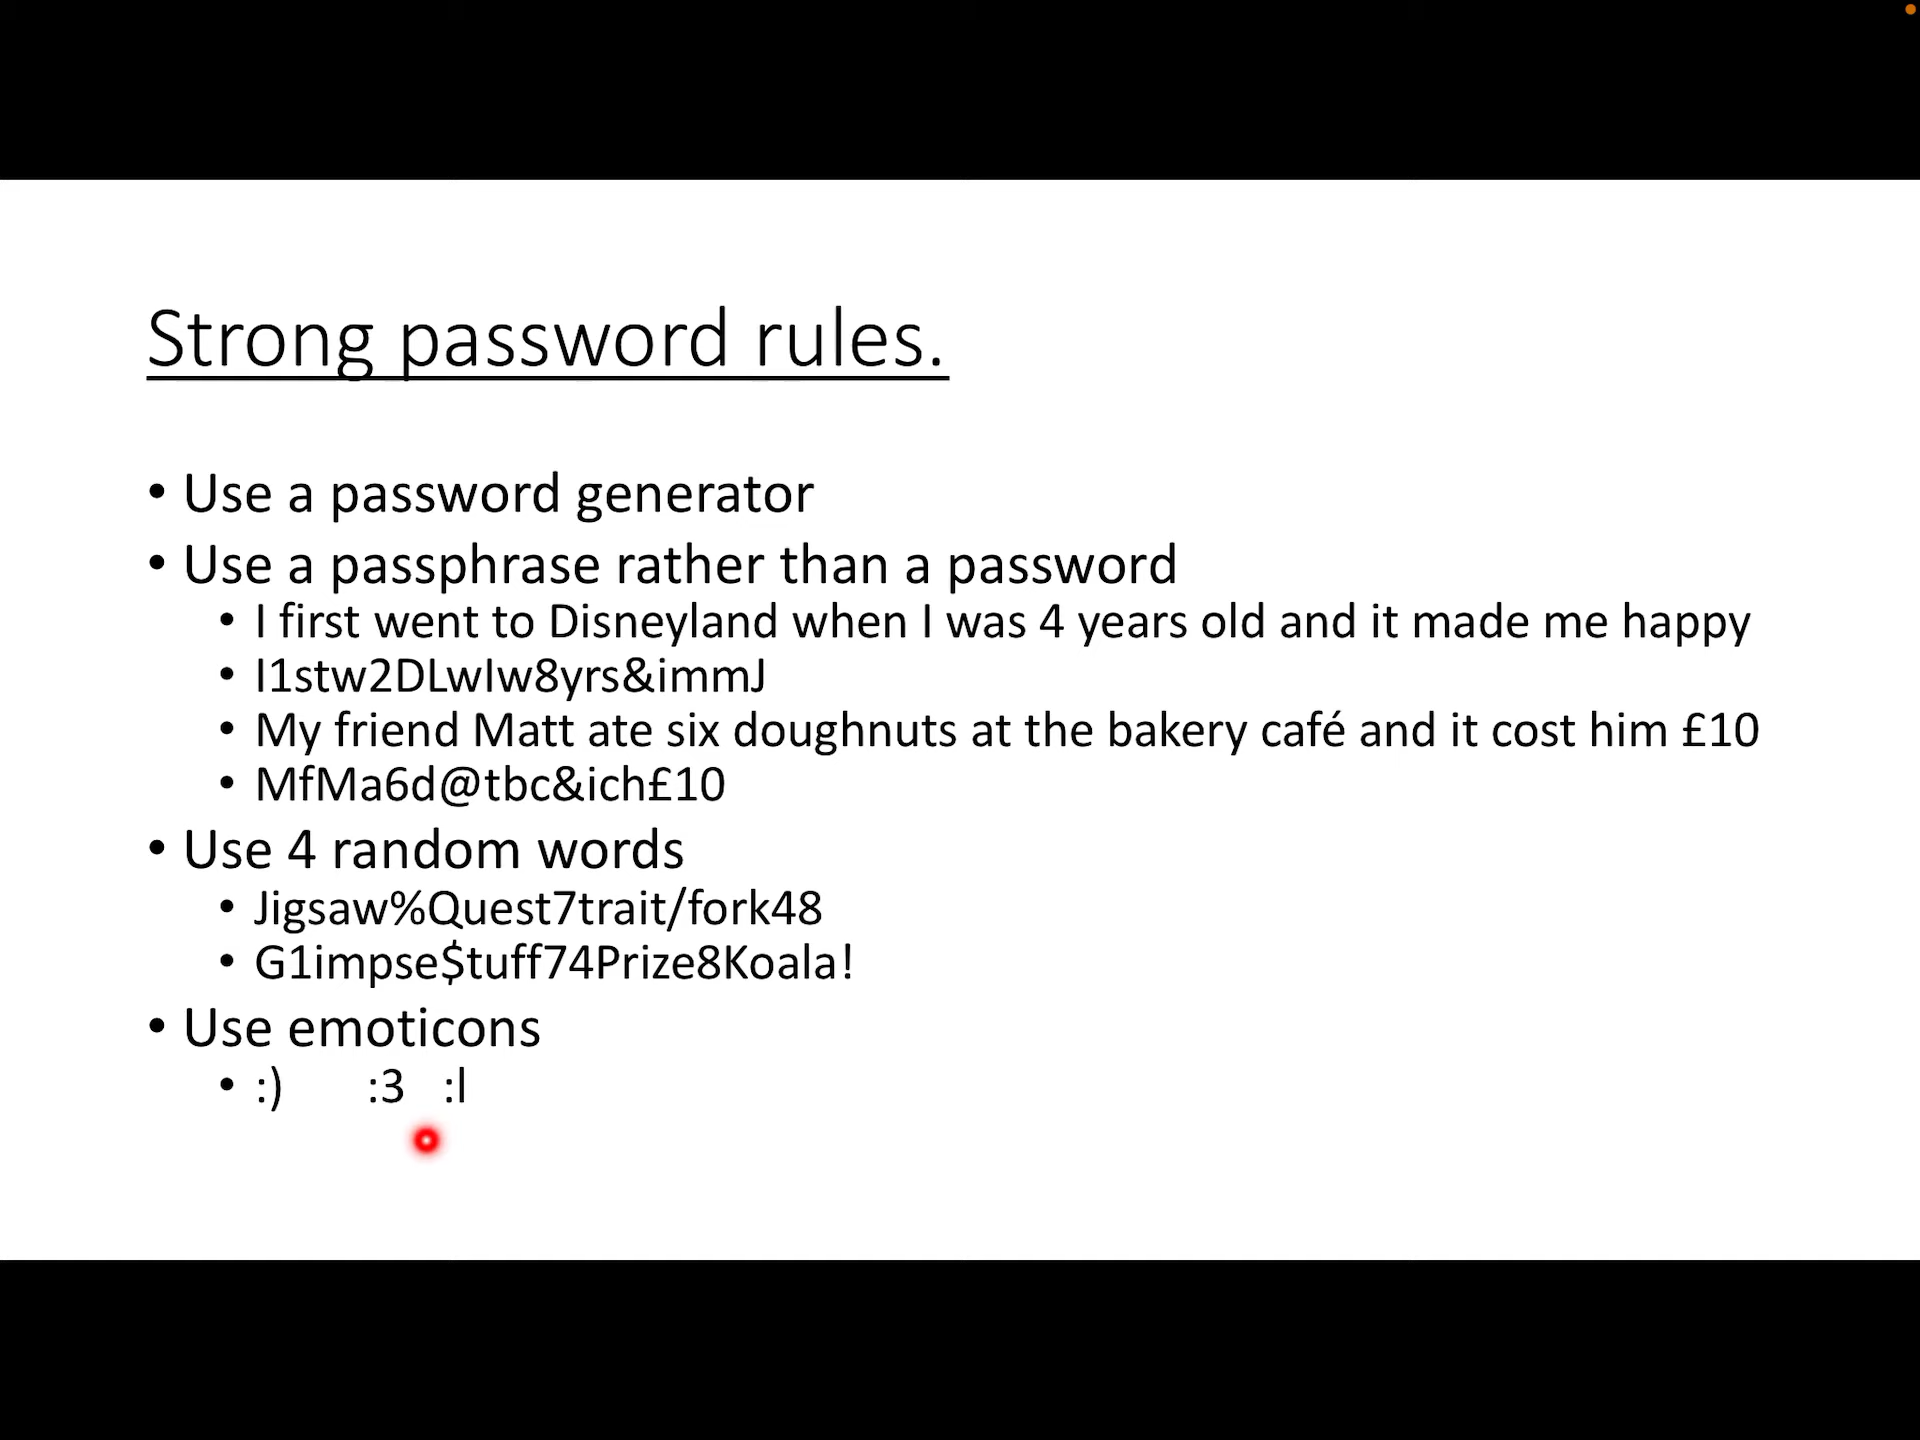 Strong password rules.
• Use a password generator
• Use a passphrase rather than a password
• I first went to Disneyland when I was 4 years old and it made me happy
• I1stw2DLwIw8yrs&immJ
• My friend Matt ate six doughnuts at the bakery café and it cost him £10
• MfMa6d@tbc&ich£10
• Use 4 random words
• Jigsaw%Quest7trait/fork48
• G1impse$tuff74Prize8Koala!
• Use emoticons
• :) :3 :l